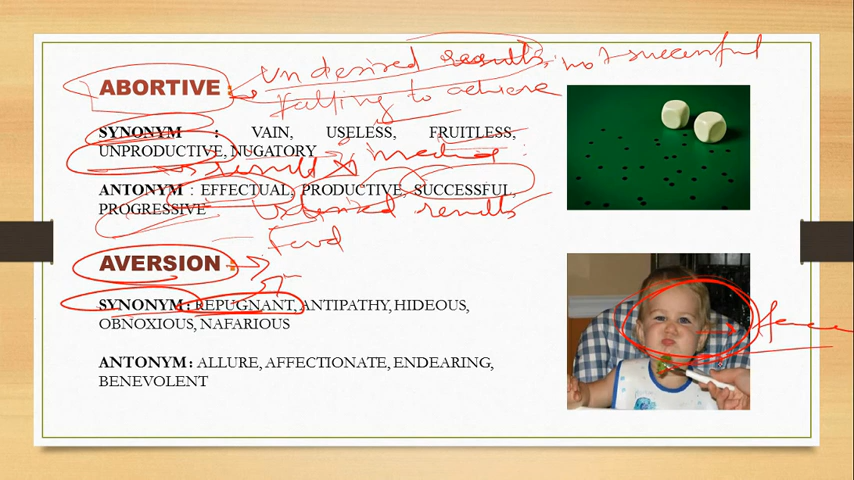 Undesired results, not successful
ABORTIVE :
Failing to achieve
SYNONYM : VAIN, USELESS, FRUITLESS,
UNPRODUCTIVE, NUGATORY
result
ANTONYM : EFFECTUAL, PRODUCTIVE, SUCCESSFUL,
PROGRESSIVE
results
AVERSION :
SYNONYM : REPUGNANT, ANTIPATHY, HIDEOUS,
OBNOXIOUS, NAFARIOUS
ANTONYM : ALLURE, AFFECTIONATE, ENDEARING,
BENEVOLENT